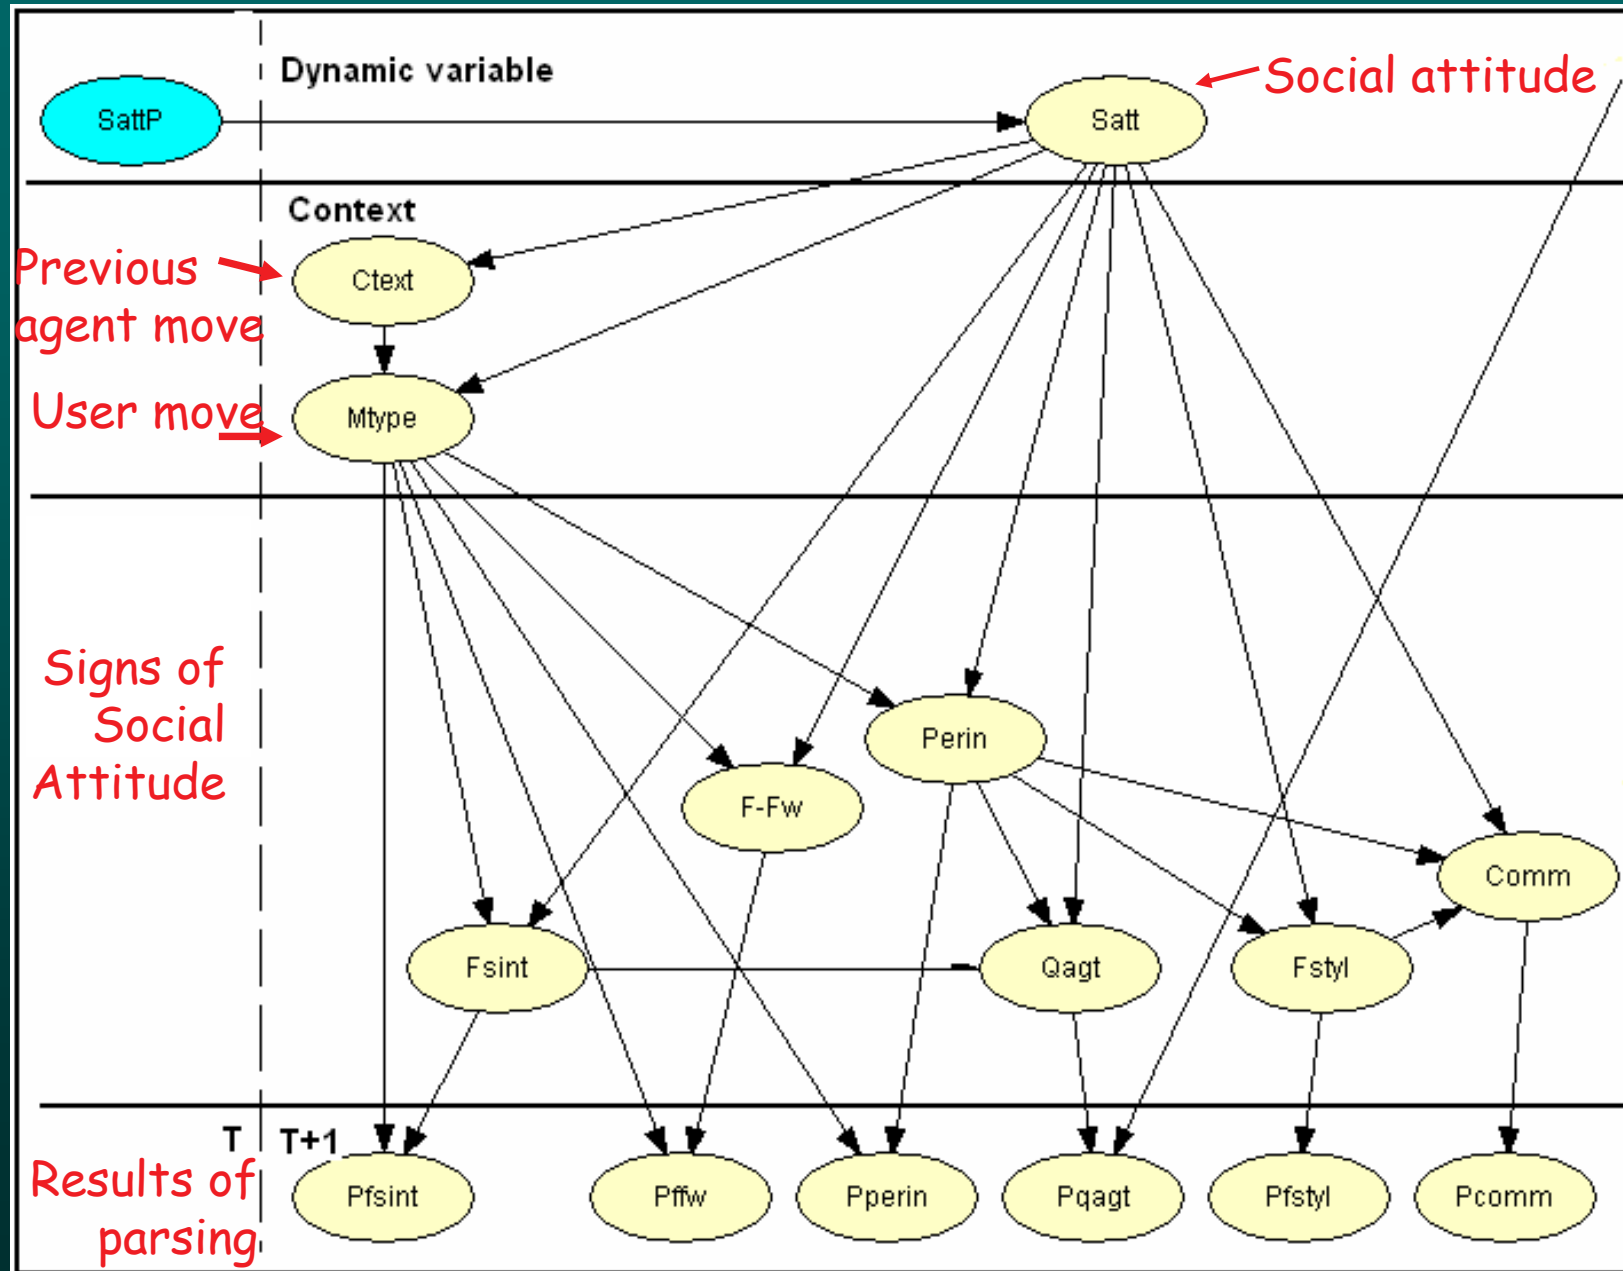 Dynamic variable
SattP
Satt
Social attitude
Context
Previous
agent move
Ctext
User move
Mtype
Signs of
Social
Attitude
Perin
F-Fw
Comm
Fsint
Qagt
Fstyl
T
T+1
Results of
parsing
Pfsint
Pffw
Pperin
Pqagt
Pfstyl
Pcomm